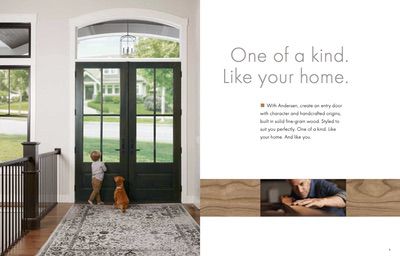 One of a kind.
Like your home.
With Andersen, create an entry door
with character and handcrafted origins,
built in solid fine-grain wood. Styled to
suit you perfectly. One of a kind. Like
your home. And like you.